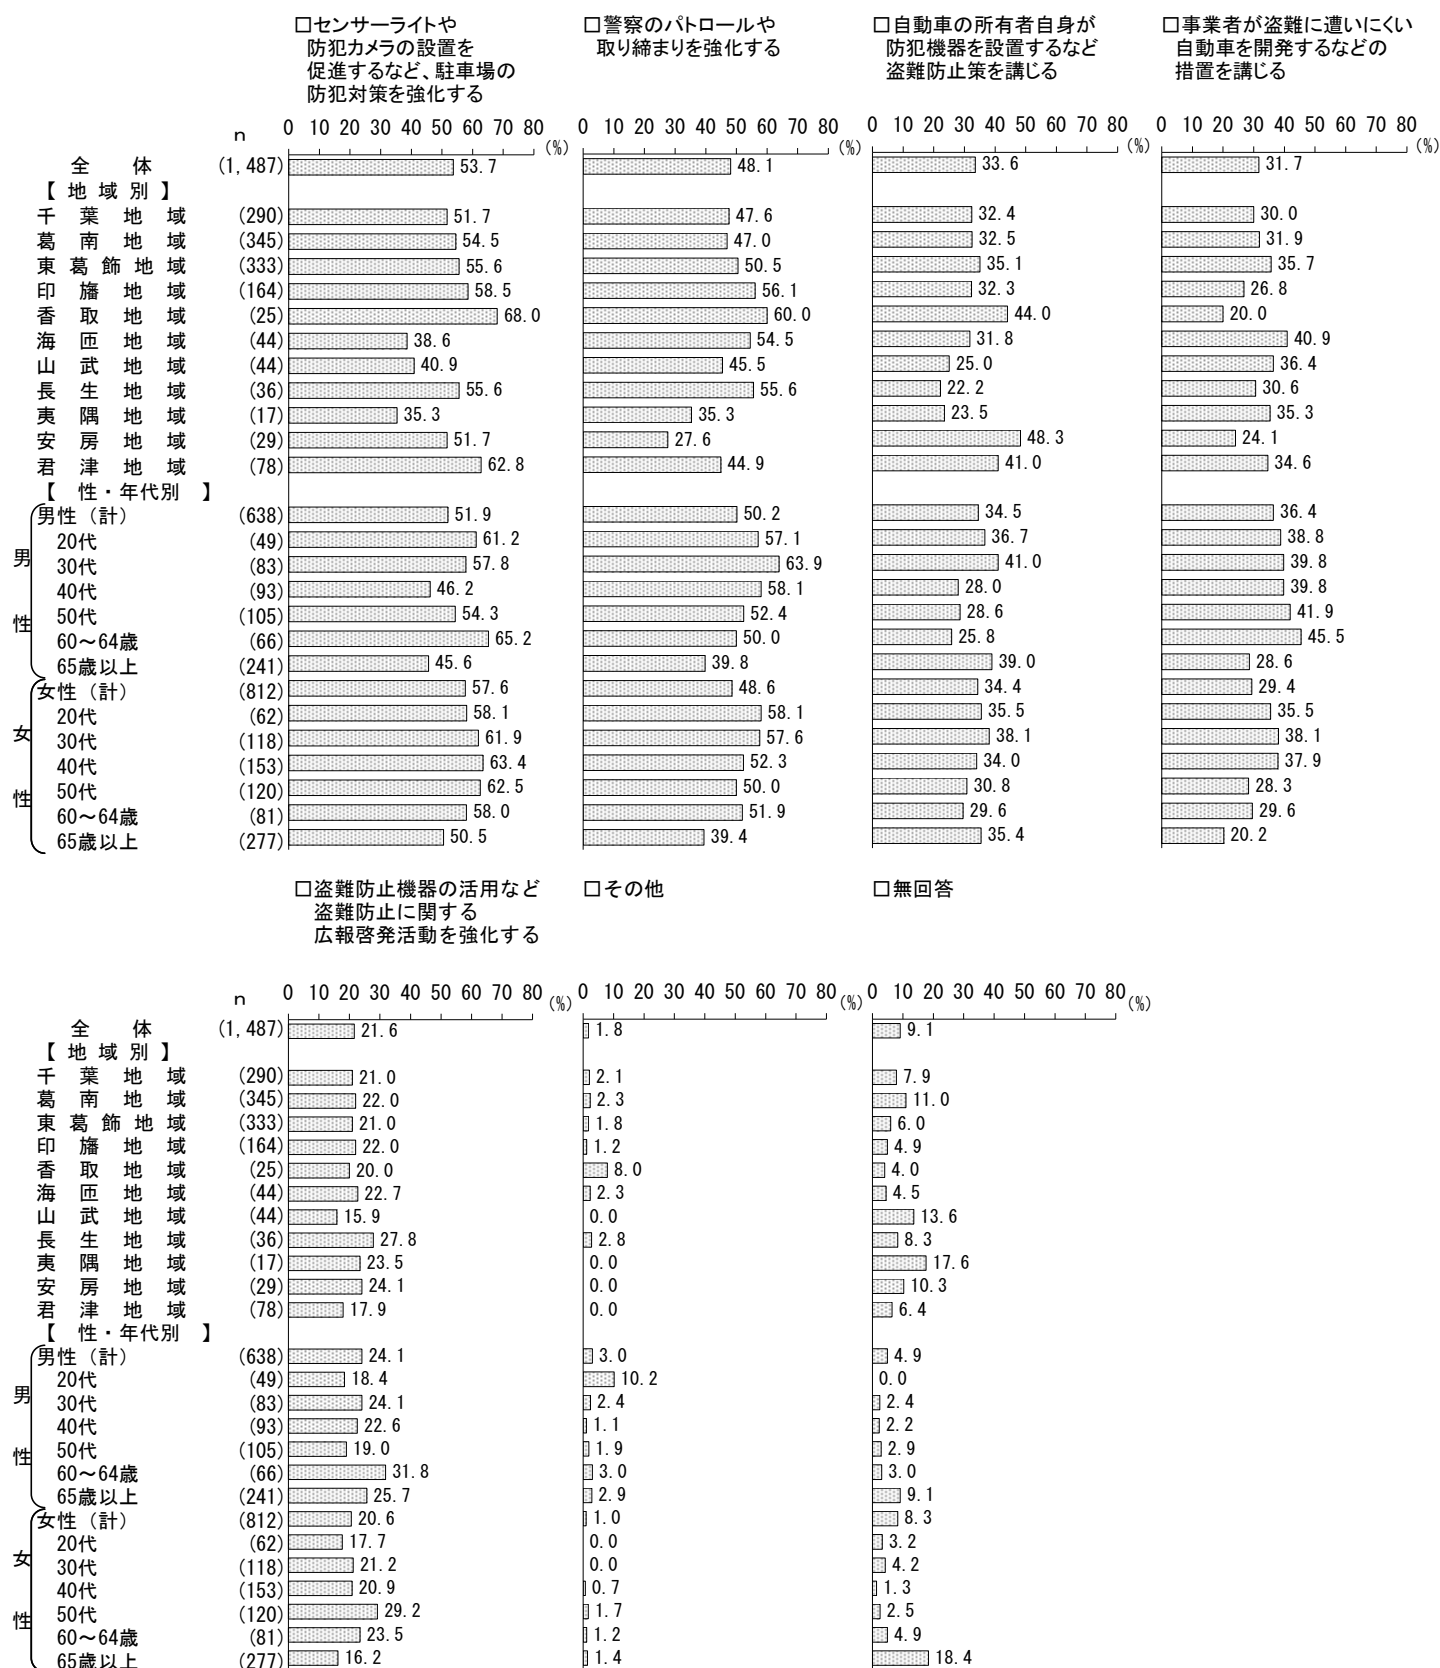 □センサーライトや
防犯カメラの設置を
促進するなど、駐車場の
防犯対策を強化する
□警察のパトロールや
取り締まりを強化する
□自動車の所有者自身が
防犯機器を設置するなど
盗難防止策を講じる
□事業者が盗難に遭いにくい
自動車を開発するなどの
措置を講じる
n 0 10 20 30 40 50 60 70 80 (%) 0 10 20 30 40 50 60 70 80 (%) 0 10 20 30 40 50 60 70 80 (%) 0 10 20 30 40 50 60 70 80 (%)
全体 (1,487) 53.7 48.1 33.6 31.7
【地域別】
千葉地域 (290) 51.7 47.6 32.4 30.0
葛南地域 (345) 54.5 47.0 32.5 31.9
東葛飾地域 (333) 55.6 50.5 35.1 35.7
印旛地域 (164) 58.5 56.1 32.3 26.8
香取地域 (25) 68.0 60.0 44.0 20.0
海匝地域 (44) 38.6 54.5 31.8 40.9
山武地域 (44) 40.9 45.5 25.0 36.4
長生地域 (36) 55.6 55.6 22.2 30.6
夷隅地域 (17) 35.3 35.3 23.5 35.3
安房地域 (29) 51.7 27.6 48.3 24.1
君津地域 (78) 62.8 44.9 41.0 34.6
【性・年代別】
男性（計） (638) 51.9 50.2 34.5 36.4
20代 (49) 61.2 57.1 36.7 38.8
男 30代 (83) 57.8 63.9 41.0 39.8
40代 (93) 46.2 58.1 28.0 39.8
性 50代 (105) 54.3 52.4 28.6 41.9
60～64歳 (66) 65.2 50.0 25.8 45.5
65歳以上 (241) 45.6 39.8 39.0 28.6
女性（計） (812) 57.6 48.6 34.4 29.4
20代 (62) 58.1 58.1 35.5 35.5
女 30代 (118) 61.9 57.6 38.1 38.1
40代 (153) 63.4 52.3 34.0 37.9
性 50代 (120) 62.5 50.0 30.8 28.3
60～64歳 (81) 58.0 51.9 29.6 29.6
65歳以上 (277) 50.5 39.4 35.4 20.2
□盗難防止機器の活用など
盗難防止に関する
広報啓発活動を強化する
□その他
□無回答
n 0 10 20 30 40 50 60 70 80 (%) 0 10 20 30 40 50 60 70 80 (%) 0 10 20 30 40 50 60 70 80 (%)
全体 (1,487) 21.6 1.8 9.1
【地域別】
千葉地域 (290) 21.0 2.1 7.9
葛南地域 (345) 22.0 2.3 11.0
東葛飾地域 (333) 21.0 1.8 6.0
印旛地域 (164) 22.0 1.2 4.9
香取地域 (25) 20.0 8.0 4.0
海匝地域 (44) 22.7 2.3 4.5
山武地域 (44) 15.9 0.0 13.6
長生地域 (36) 27.8 2.8 8.3
夷隅地域 (17) 23.5 0.0 17.6
安房地域 (29) 24.1 0.0 10.3
君津地域 (78) 17.9 0.0 6.4
【性・年代別】
男性（計） (638) 24.1 3.0 4.9
20代 (49) 18.4 10.2 0.0
男 30代 (83) 24.1 2.4 2.4
40代 (93) 22.6 1.1 2.2
性 50代 (105) 19.0 1.9 2.9
60～64歳 (66) 31.8 3.0 3.0
65歳以上 (241) 25.7 2.9 9.1
女性（計） (812) 20.6 1.0 8.3
20代 (62) 17.7 0.0 3.2
女 30代 (118) 21.2 0.0 4.2
40代 (153) 20.9 0.7 1.3
性 50代 (120) 29.2 1.7 2.5
60～64歳 (81) 23.5 1.2 4.9
65歳以上 (277) 16.2 1.4 18.4